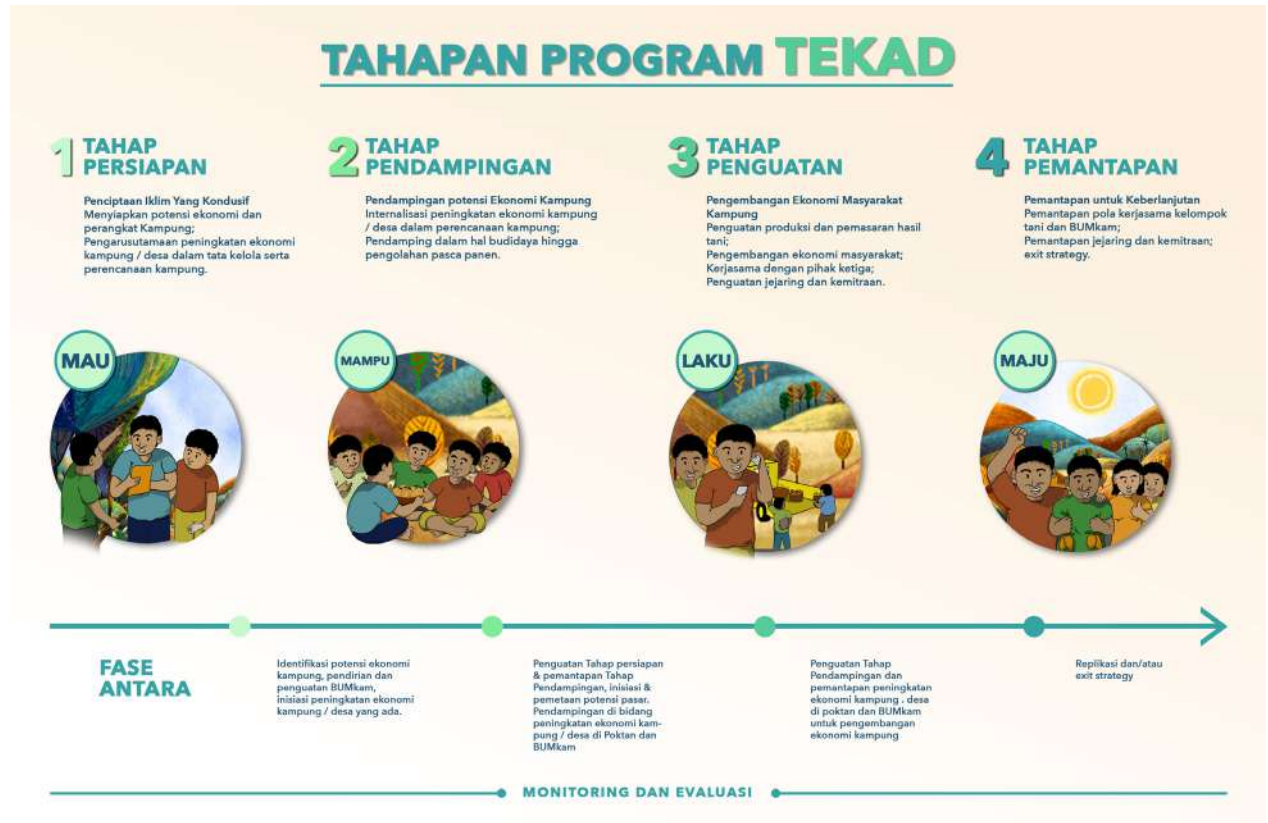 TAHAPAN PROGRAM TEKAD
1 TAHAP
PERSIAPAN
Penciptaan Iklim Yang Kondusif
Menyiapkan potensi ekonomi dan
perangkat Kampung;
Pengarusutamaan peningkatan ekonomi
kampung / desa dalam tata kelola serta
perencanaan kampung.
2 TAHAP
PENDAMPINGAN
Pendampingan potensi Ekonomi Kampung
Internalisasi peningkatan ekonomi kampung
/ desa dalam perencanaan kampung;
Pendamping dalam hal budidaya hingga
pengolahan pasca panen.
3 TAHAP
PENGUATAN
Pengembangan Ekonomi Masyarakat
Kampung
Penguatan produksi dan pemasaran hasil
tani;
Pengembangan ekonomi masyarakat;
Kerjasama dengan pihak ketiga;
Penguatan jejaring dan kemitraan.
4 TAHAP
PEMANTAPAN
Pemantapan untuk Keberlanjutan
Pemantapan pola kerjasama kelompok
tani dan BUMkam;
Pemantapan jejaring dan kemitraan;
exit strategy.
MAU
MAMPU
LAKU
MAJU
FASE
ANTARA
Identifikasi potensi ekonomi
kampung, pendirian dan
penguatan BUMkam,
inisiasi peningkatan ekonomi
kampung / desa yang ada.
Penguatan Tahap persiapan
& pemantapan Tahap
Pendampingan, inisiasi &
pemetaan potensi pasar.
Pendampingan di bidang
peningkatan ekonomi kam-
pung / desa di Poktan dan
BUMkam
Penguatan Tahap
Pendampingan dan
pemantapan peningkatan
ekonomi kampung . desa
di poktan dan BUMkam
untuk pengembangan
ekonomi kampung
Replikasi dan/atau
exit strategy
MONITORING DAN EVALUASI